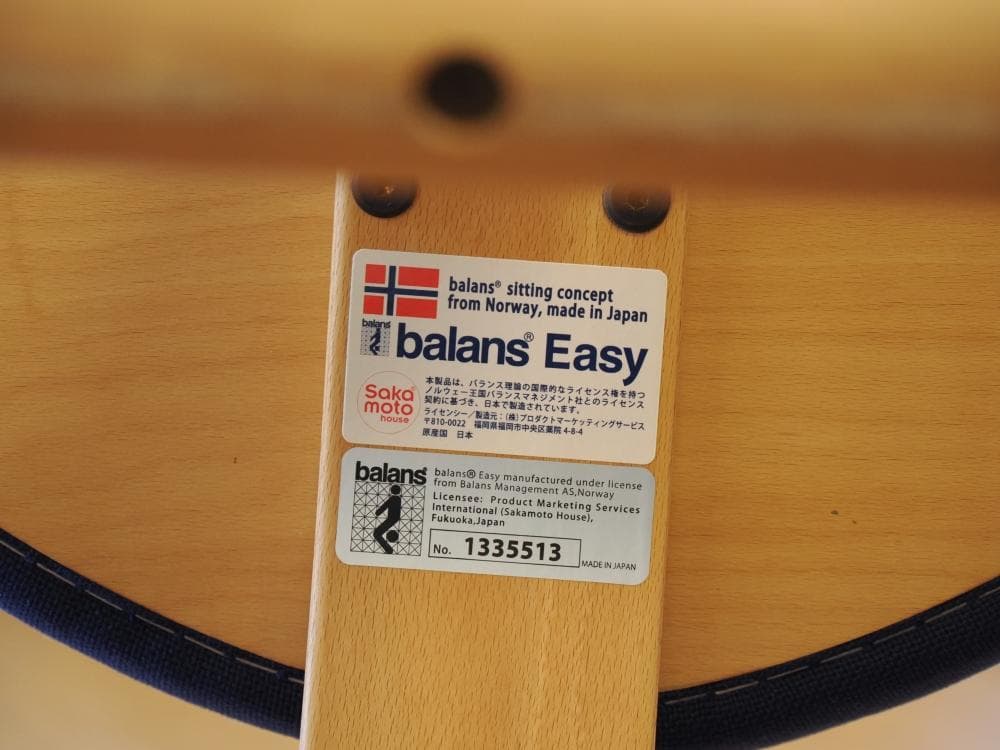 balans® sitting concept
from Norway, made in Japan
balans
balans® Easy
Saka
moto
house
本製品は、バランス理論の国際的なライセンス権を持つ
ノルウェー王国バランスマネジメント社とのライセンス
契約に基づき、日本で製造されています。
ライセンシー／製造元：(株)プロダクトマーケッティングサービス
〒810-0022 福岡県福岡市中央区薬院 4-8-4
原産国 日本
balans®
balans® Easy manufactured under license
from Balans Management AS,Norway
Licensee: Product Marketing Services
International (Sakamoto House),
Fukuoka,Japan
No. 1335513
MADE IN JAPAN